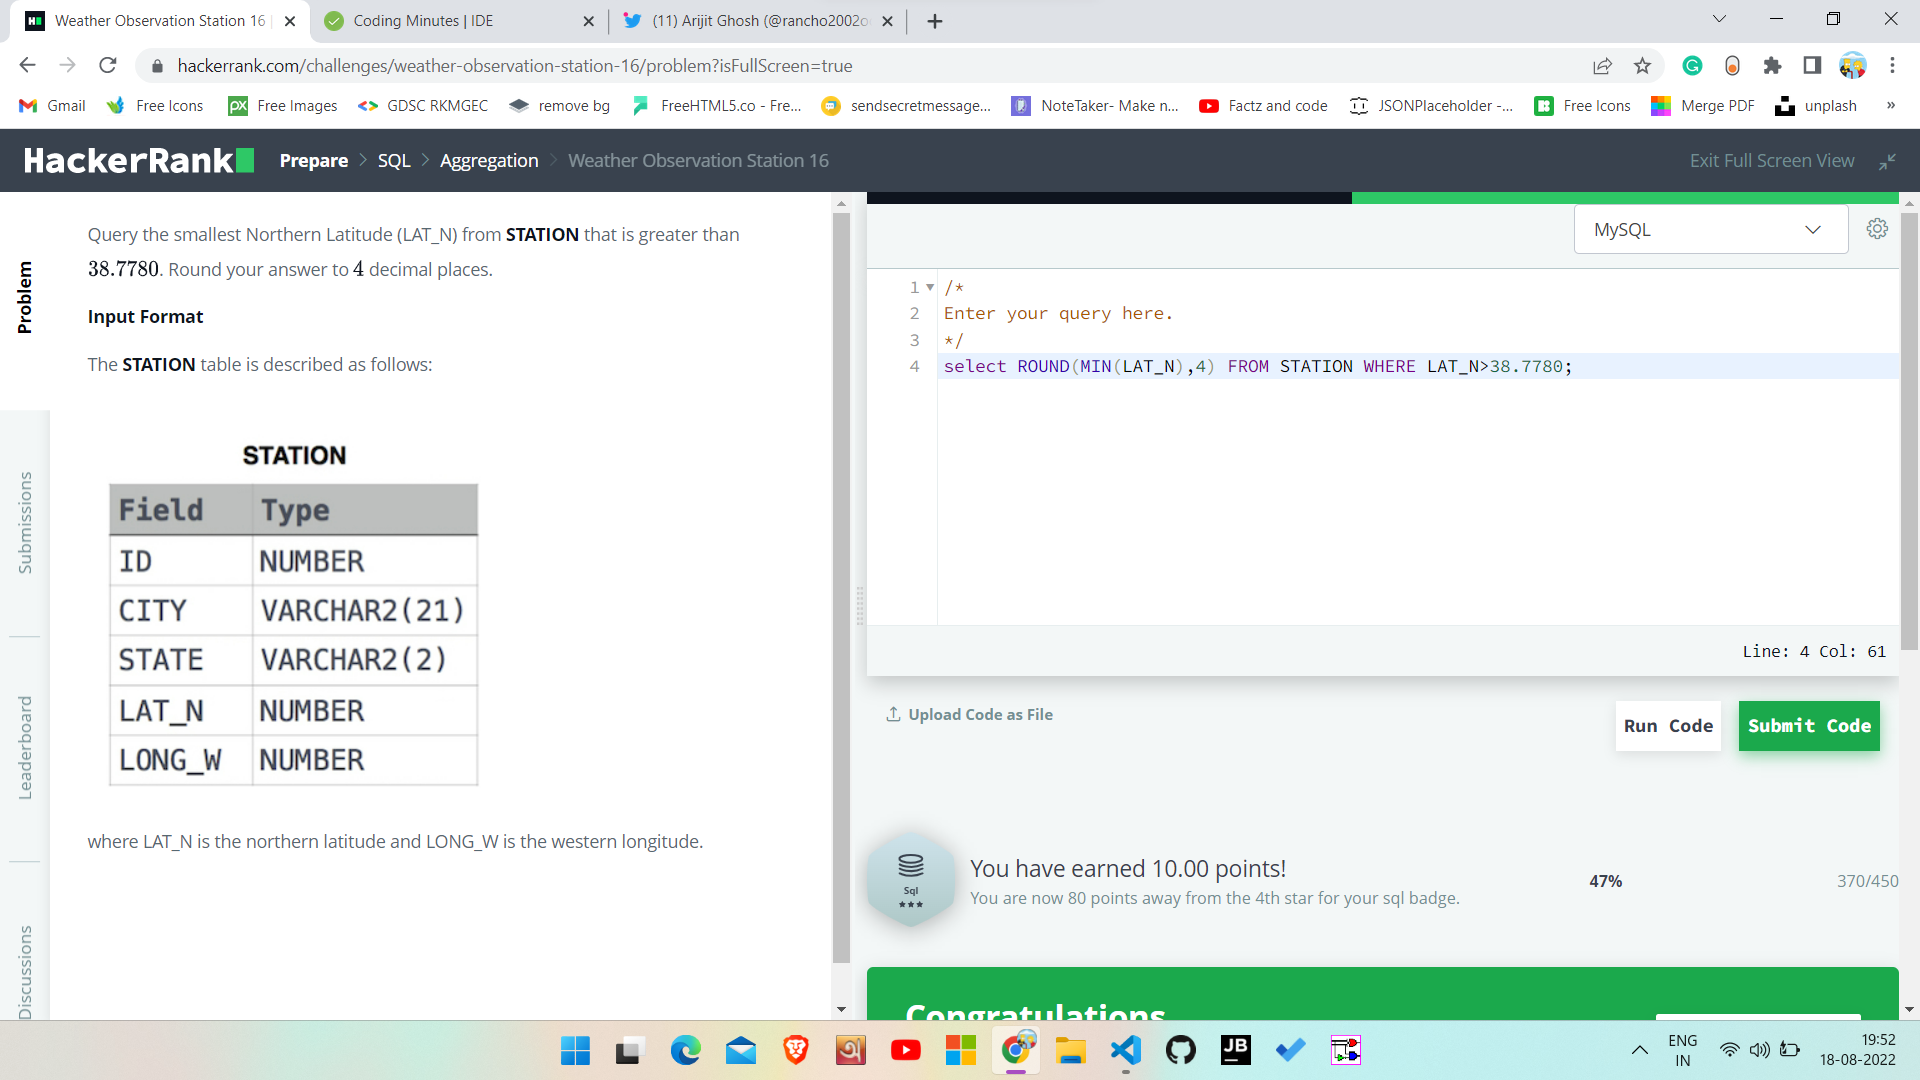 Weather Observation Station 16 |
Coding Minutes | IDE
(11) Arijit Ghosh (@rancho2002o
hackerrank.com/challenges/weather-observation-station-16/problem?isFullScreen=true
Gmail
Free Icons
Free Images
GDSC RKMGEC
remove bg
FreeHTML5.co - Fre...
sendsecretmessage...
NoteTaker- Make n...
Factz and code
JSONPlaceholder -...
Free Icons
Merge PDF
unplash
»
HackerRank
Prepare
SQL
Aggregation
Weather Observation Station 16
Exit Full Screen View
Problem
Submissions
Leaderboard
Discussions
Query the smallest Northern Latitude (LAT_N) from STATION that is greater than
38.7780. Round your answer to 4 decimal places.
Input Format
The STATION table is described as follows:
STATION
Field Type
ID NUMBER
CITY VARCHAR2(21)
STATE VARCHAR2(2)
LAT_N NUMBER
LONG_W NUMBER
where LAT_N is the northern latitude and LONG_W is the western longitude.
MySQL
1 /*
2 Enter your query here.
3 */
4 select ROUND(MIN(LAT_N),4) FROM STATION WHERE LAT_N>38.7780;
Line: 4 Col: 61
Upload Code as File
Run Code
Submit Code
Sql
You have earned 10.00 points!
You are now 80 points away from the 4th star for your sql badge.
47%
370/450
Congratulations
ENG
IN
19:52
18-08-2022